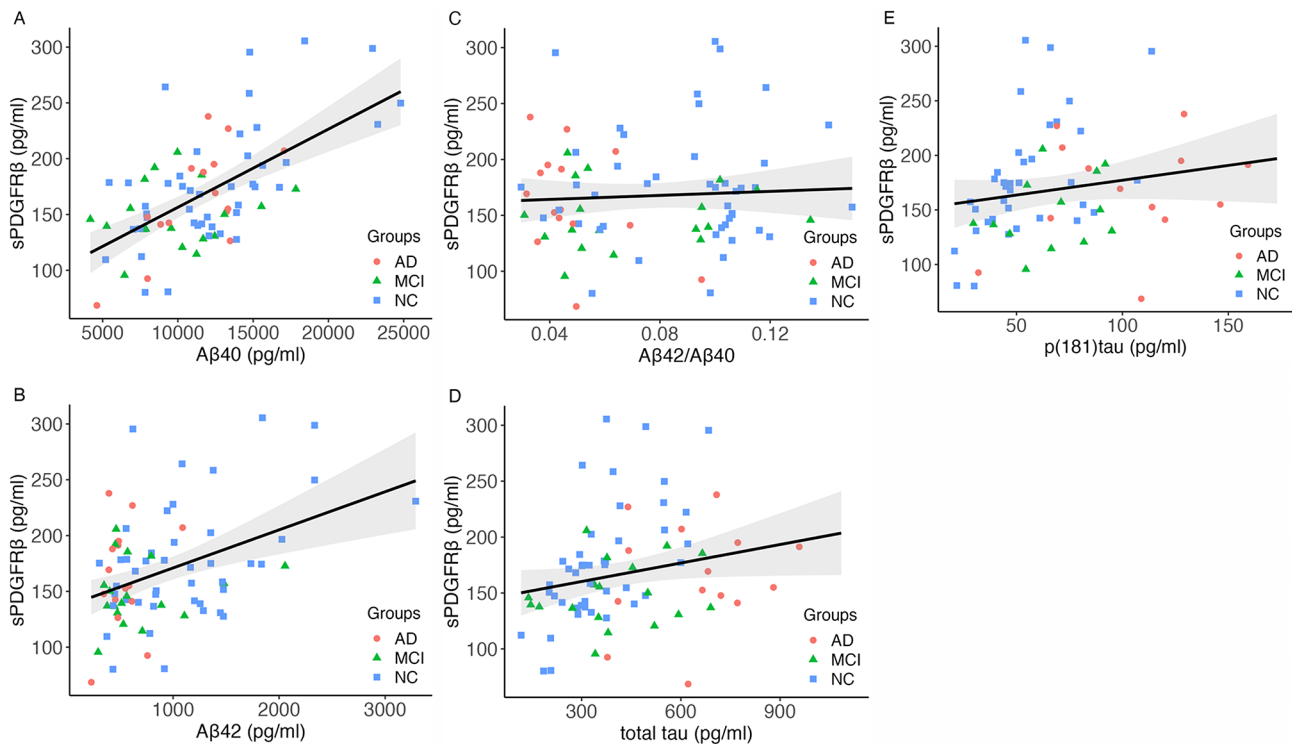 A
300
250
200
150
100
sPDGFRβ (pg/ml)
5000 10000 15000 20000 25000
Aβ40 (pg/ml)
Groups
AD
MCI
NC
C
300
250
200
150
100
sPDGFRβ (pg/ml)
0.04 0.08 0.12
Aβ42/Aβ40
Groups
AD
MCI
NC
E
300
250
200
150
100
sPDGFRβ (pg/ml)
50 100 150
p(181)tau (pg/ml)
Groups
AD
MCI
NC
B
300
250
200
150
100
sPDGFRβ (pg/ml)
1000 2000 3000
Aβ42 (pg/ml)
Groups
AD
MCI
NC
D
300
250
200
150
100
sPDGFRβ (pg/ml)
300 600 900
total tau (pg/ml)
Groups
AD
MCI
NC